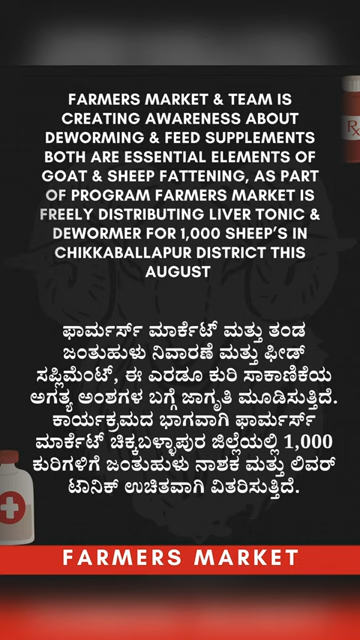 FARMERS MARKET & TEAM IS
CREATING AWARENESS ABOUT
DEWORMING & FEED SUPPLEMENTS
BOTH ARE ESSENTIAL ELEMENTS OF
GOAT & SHEEP FATTENING, AS PART
OF PROGRAM FARMERS MARKET IS
FREELY DISTRIBUTING LIVER TONIC &
DEWORMER FOR 1,000 SHEEP'S IN
CHIKKABALLAPUR DISTRICT THIS
AUGUST
ಫಾರ್ಮರ್ಸ್ ಮಾರ್ಕೆಟ್ ಮತ್ತು ತಂಡ
ಜಂತುಹುಳು ನಿವಾರಣೆ ಮತ್ತು ಫೀಡ್
ಸಪ್ಲಿಮೆಂಟ್, ಈ ಎರಡೂ ಕುರಿ ಸಾಕಾಣಿಕೆಯ
ಅಗತ್ಯ ಅಂಶಗಳ ಬಗ್ಗೆ ಜಾಗೃತಿ ಮೂಡಿಸುತ್ತಿದೆ.
ಕಾರ್ಯಕ್ರಮದ ಭಾಗವಾಗಿ ಫಾರ್ಮರ್ಸ್
ಮಾರ್ಕೆಟ್ ಚಿಕ್ಕಬಳ್ಳಾಪುರ ಜಿಲ್ಲೆಯಲ್ಲಿ 1,000
ಕುರಿಗಳಿಗೆ ಜಂತುಹುಳು ನಾಶಕ ಮತ್ತು ಲಿವರ್
ಟಾನಿಕ್ ಉಚಿತವಾಗಿ ವಿತರಿಸುತ್ತಿದೆ.
FARMERS MARKET